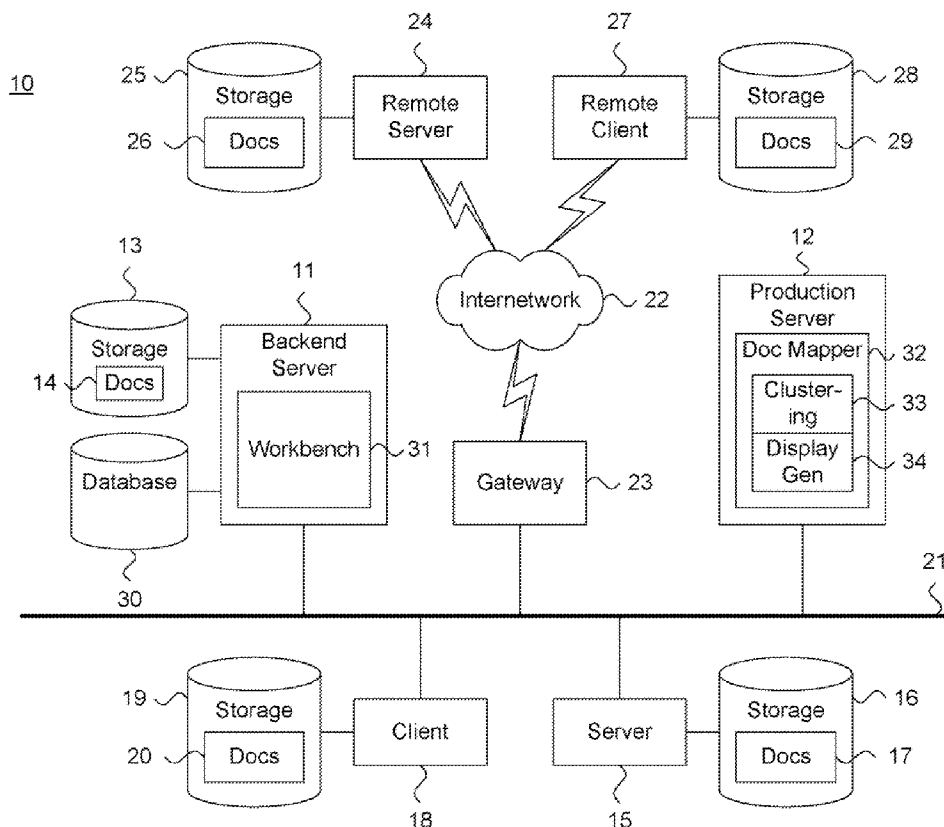 10
24
27
25
Storage
26
Docs
Remote
Server
Remote
Client
28
Storage
Docs
29
13
Storage
14
Docs
11
Backend
Server
Workbench
31
Database
30
Internetwork
22
Gateway
23
12
Production
Server
Doc Mapper
32
Cluster-
ing
33
Display
Gen
34
21
19
Storage
20
Docs
Client
18
Server
15
16
Storage
Docs
17